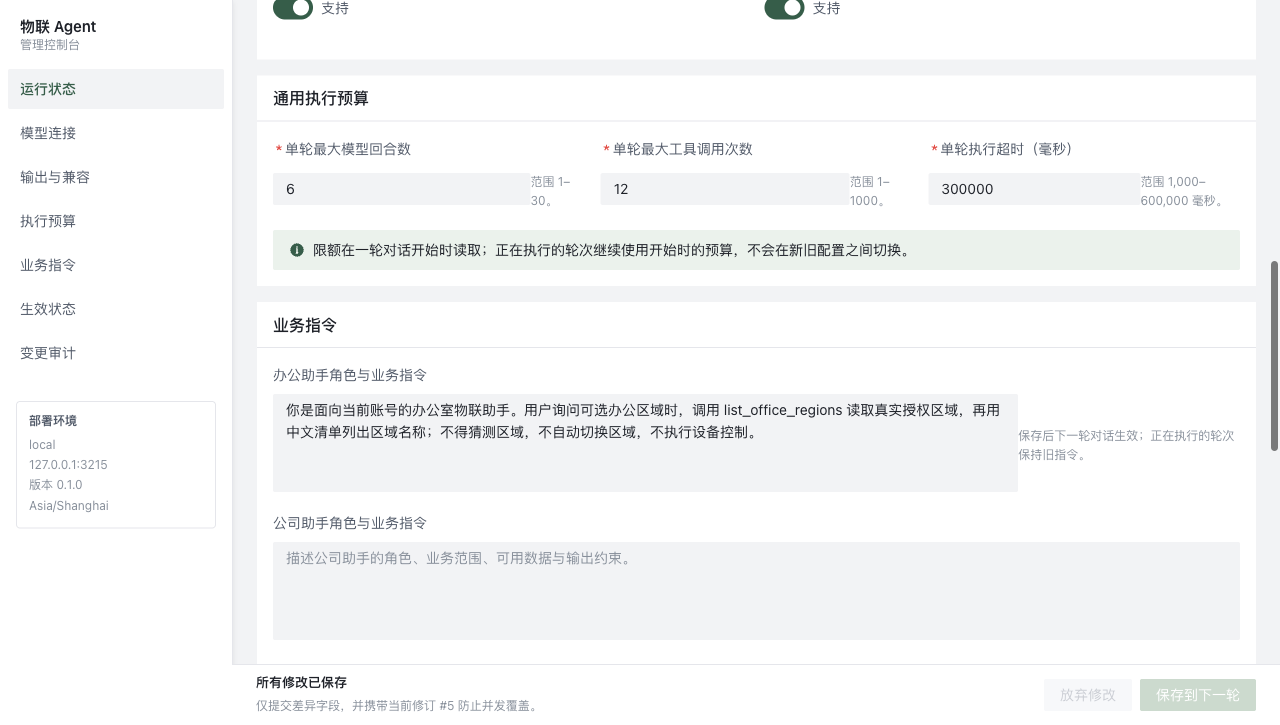 物联 Agent
管理控制台
运行状态
模型连接
输出与兼容
执行预算
业务指令
生效状态
变更审计
部署环境
local
127.0.0.1:3215
版本 0.1.0
Asia/Shanghai
支持
支持
通用执行预算
* 单轮最大模型回合数
6
范围 1–
30。
* 单轮最大工具调用次数
12
范围 1–
1000。
* 单轮执行超时（毫秒）
300000
范围 1,000–
600,000 毫秒。
限额在一轮对话开始时读取；正在执行的轮次继续使用开始时的预算，不会在新旧配置之间切换。
业务指令
办公助手角色与业务指令
你是面向当前账号的办公室物联助手。用户询问可选办公区域时，调用 list_office_regions 读取真实授权区域，再用
中文清单列出区域名称；不得猜测区域，不自动切换区域，不执行设备控制。
保存后下一轮对话生效；正在执行的轮次
保持旧指令。
公司助手角色与业务指令
描述公司助手的角色、业务范围、可用数据与输出约束。
所有修改已保存
仅提交差异字段，并携带当前修订 #5 防止并发覆盖。
放弃修改
保存到下一轮